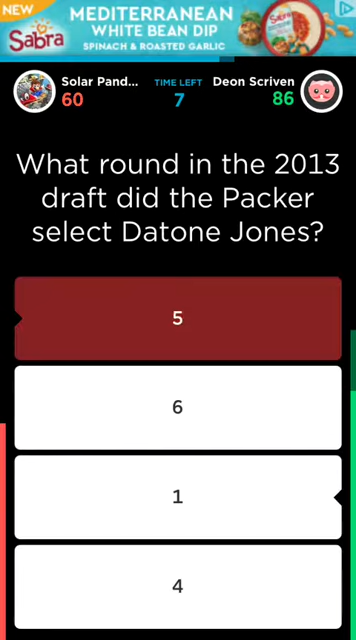 NEW
Sabra
MEDITERRANEAN
WHITE BEAN DIP
SPINACH & ROASTED GARLIC
Solar Pand...
60
TIME LEFT
7
Deon Scriven
86
What round in the 2013
draft did the Packer
select Datone Jones?
5
6
1
4